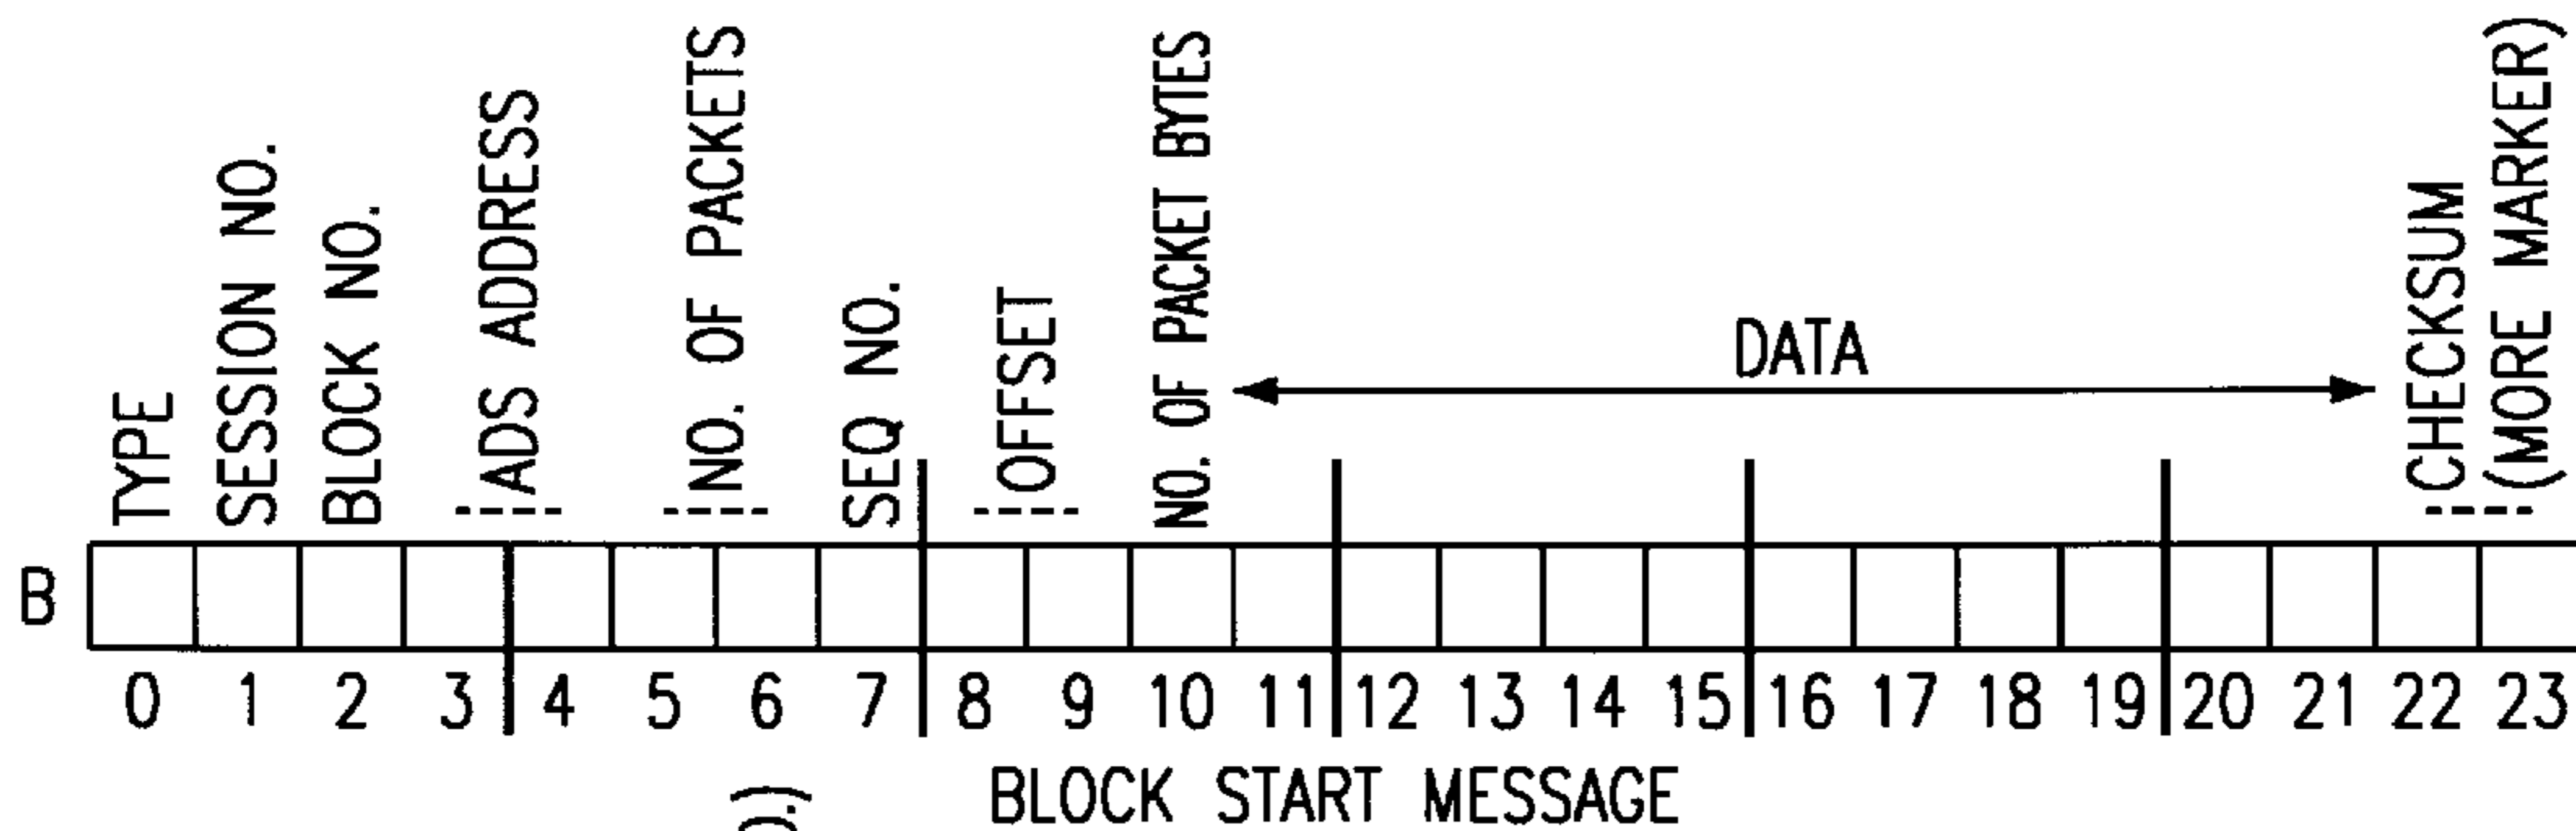 TYPE
SESSION NO.
BLOCK NO.
ADS ADDRESS
NO. OF PACKETS
SEQ NO.
OFFSET
NO. OF PACKET BYTES
DATA
CHECKSUM
(MORE MARKER)
B
0 1 2 3 4 5 6 7 8 9 10 11 12 13 14 15 16 17 18 19 20 21 22 23
BLOCK START MESSAGE